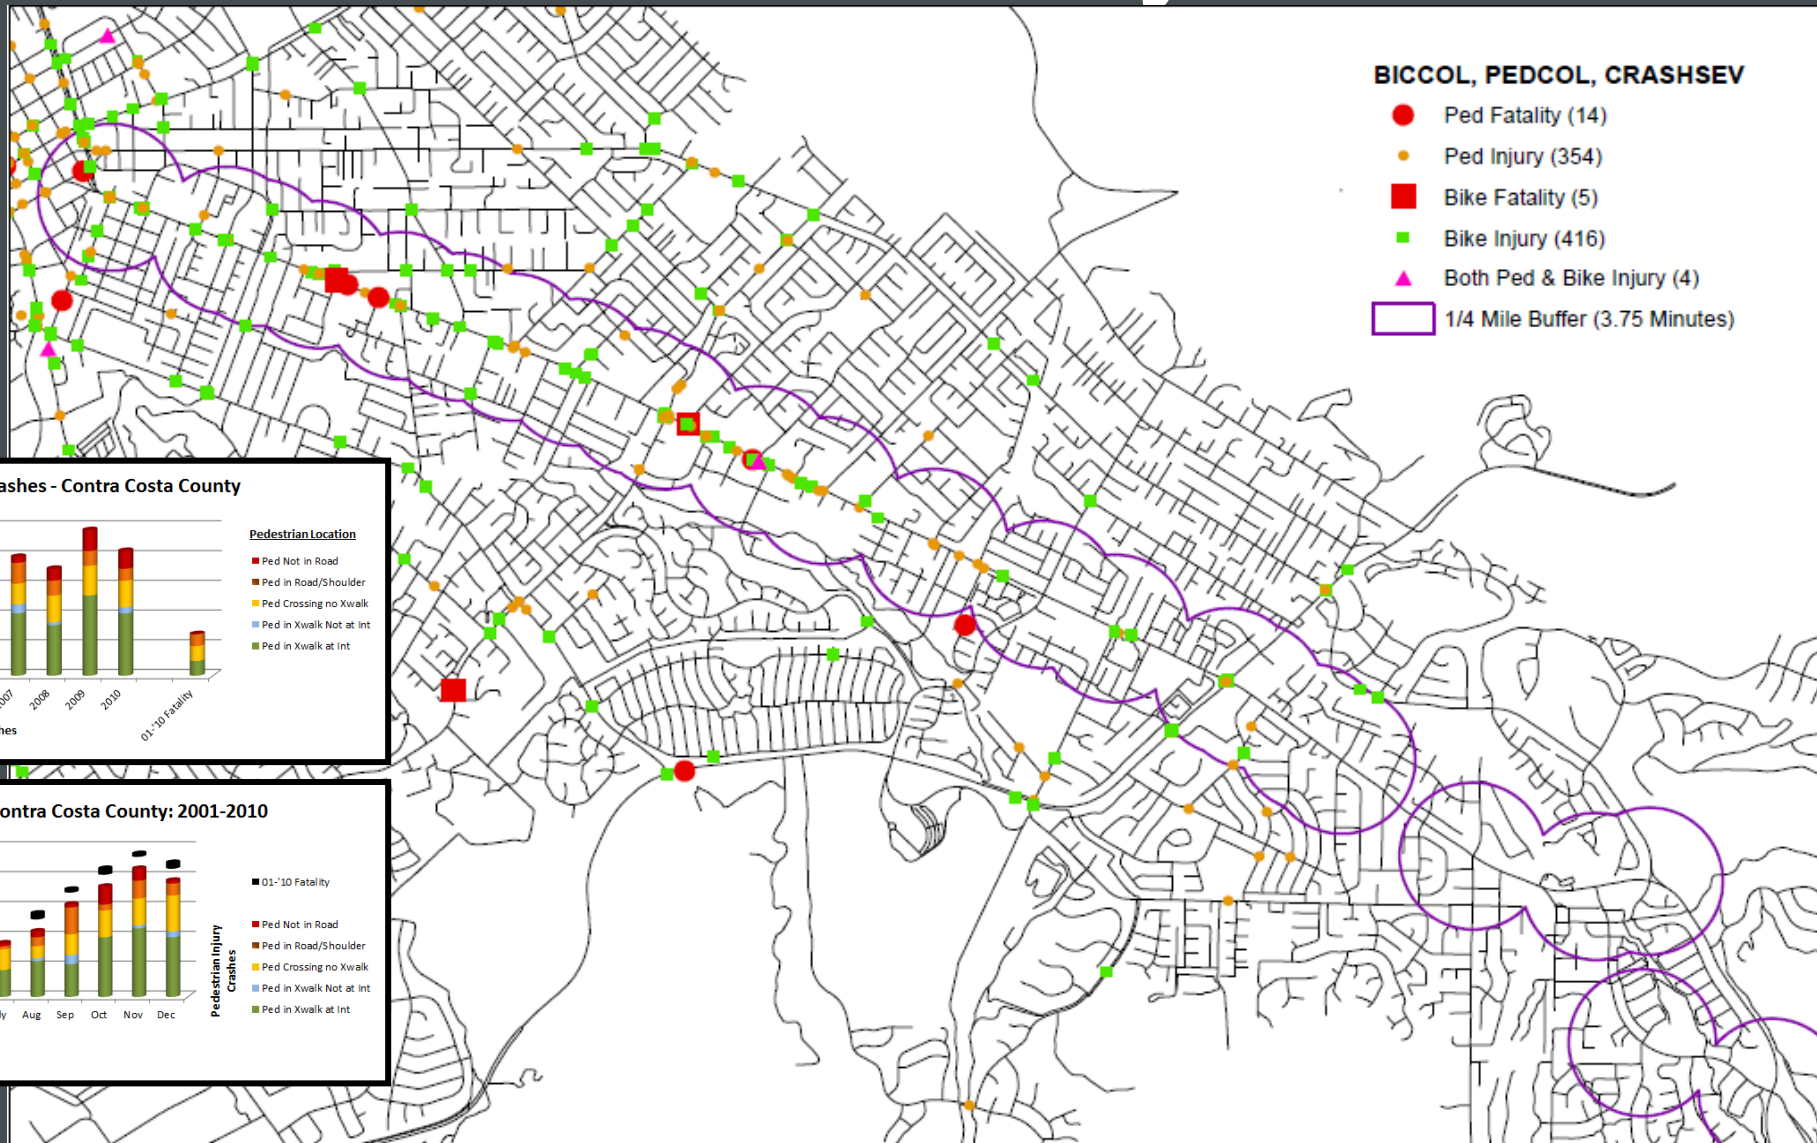 BICCOL, PEDCOL, CRASHSEV
Ped Fatality (14)
Ped Injury (354)
Bike Fatality (5)
Bike Injury (416)
Both Ped & Bike Injury (4)
1/4 Mile Buffer (3.75 Minutes)
ashes - Contra Costa County
Pedestrian Location
Ped Not in Road
Ped in Road/Shoulder
Ped Crossing no Xwalk
Ped in Xwalk Not at Int
Ped in Xwalk at Int
007
2008
2009
2010
01-'10 Fatality
hes
ontra Costa County: 2001-2010
01-'10 Fatality
Ped Not in Road
Ped in Road/Shoulder
Ped Crossing no Xwalk
Ped in Xwalk Not at Int
Ped in Xwalk at Int
Pedestrian Injury
Crashes
ly Aug Sep Oct Nov Dec